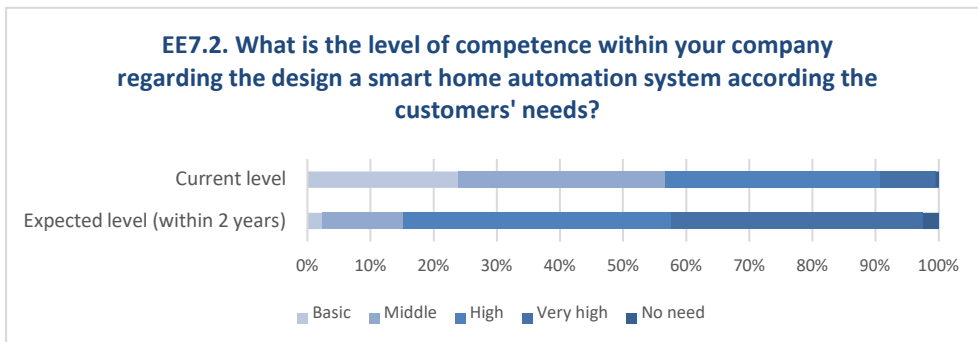 EE7.2. What is the level of competence within your company
regarding the design a smart home automation system according the
customers' needs?
Current level
Expected level (within 2 years)
0% 10% 20% 30% 40% 50% 60% 70% 80% 90% 100%
Basic Middle High Very high No need